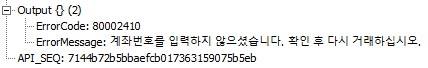 Output {} (2)
ErrorCode: 80002410
ErrorMessage: 계좌번호를 입력하지 않으셨습니다. 확인 후 다시 거래하십시오.
API_SEQ: 7144b72b5bbaefcb017363159075b5eb